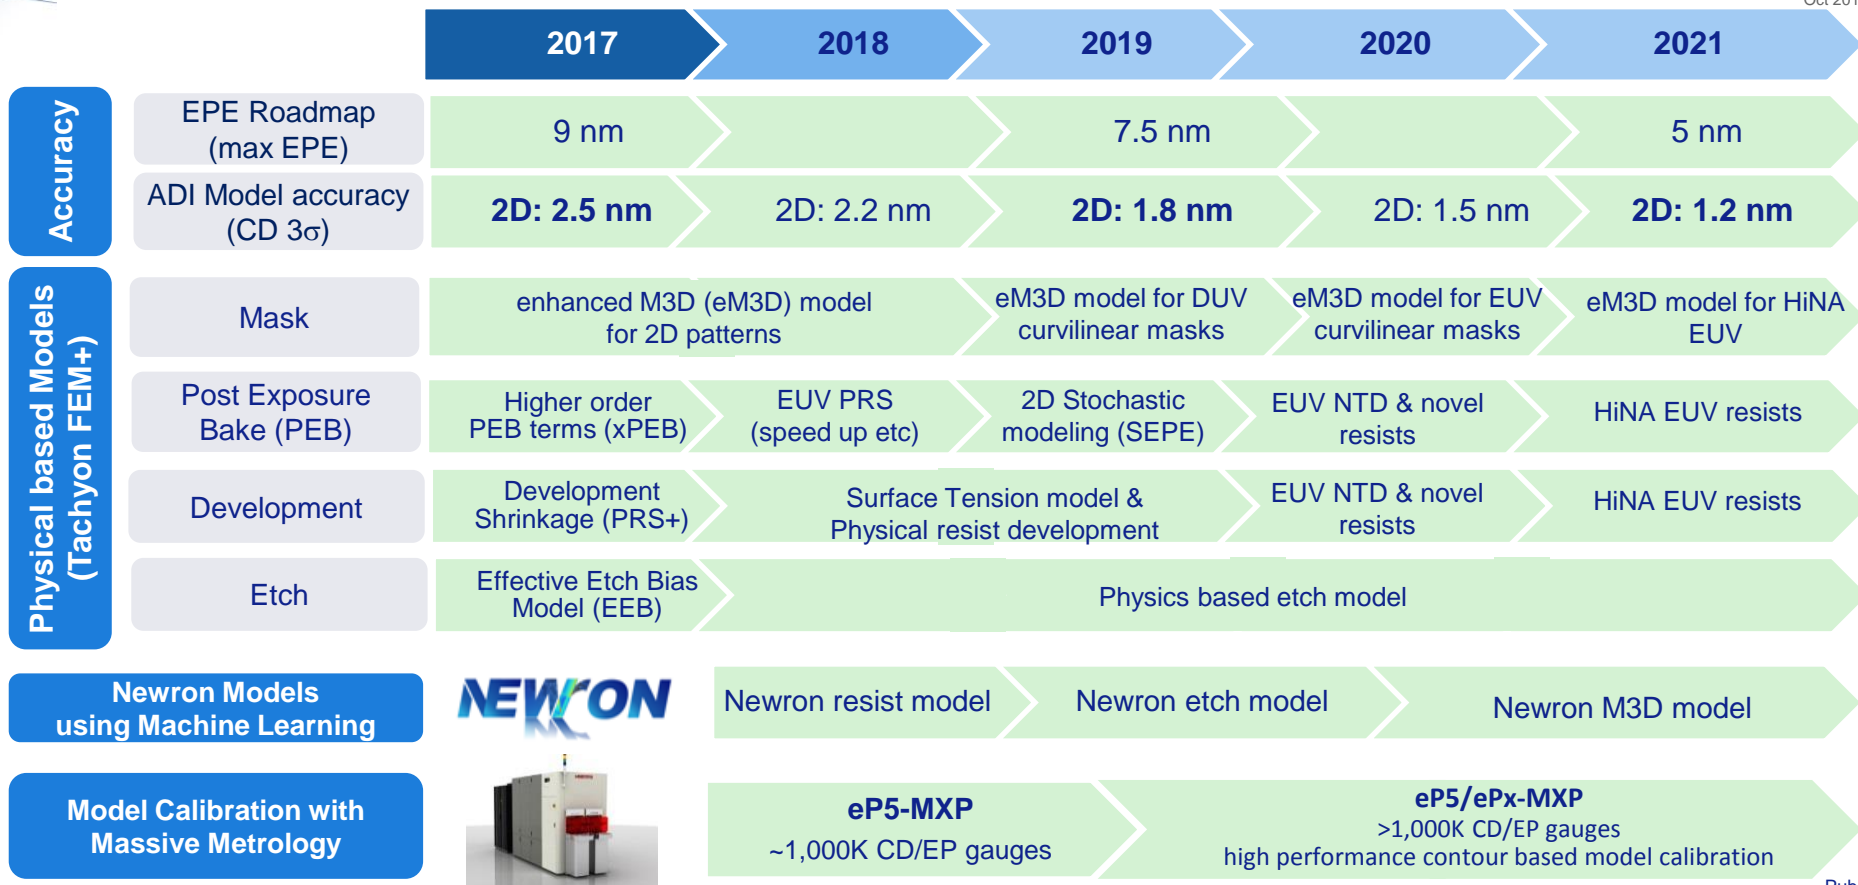 Oct 201
2017
2018
2019
2020
2021
Accuracy
EPE Roadmap
(max EPE)
9 nm
7.5 nm
5 nm
ADI Model accuracy
(CD 3σ)
2D: 2.5 nm
2D: 2.2 nm
2D: 1.8 nm
2D: 1.5 nm
2D: 1.2 nm
Physical based Models
(Tachyon FEM+)
Mask
enhanced M3D (eM3D) model
for 2D patterns
eM3D model for DUV
curvilinear masks
eM3D model for EUV
curvilinear masks
eM3D model for HiNA
EUV
Post Exposure
Bake (PEB)
Higher order
PEB terms (xPEB)
EUV PRS
(speed up etc)
2D Stochastic
modeling (SEPE)
EUV NTD & novel
resists
HiNA EUV resists
Development
Development
Shrinkage (PRS+)
Surface Tension model &
Physical resist development
EUV NTD & novel
resists
HiNA EUV resists
Etch
Effective Etch Bias
Model (EEB)
Physics based etch model
Newron Models
using Machine Learning
NEWRON
Newron resist model
Newron etch model
Newron M3D model
Model Calibration with
Massive Metrology
eP5-MXP
~1,000K CD/EP gauges
eP5/ePx-MXP
>1,000K CD/EP gauges
high performance contour based model calibration